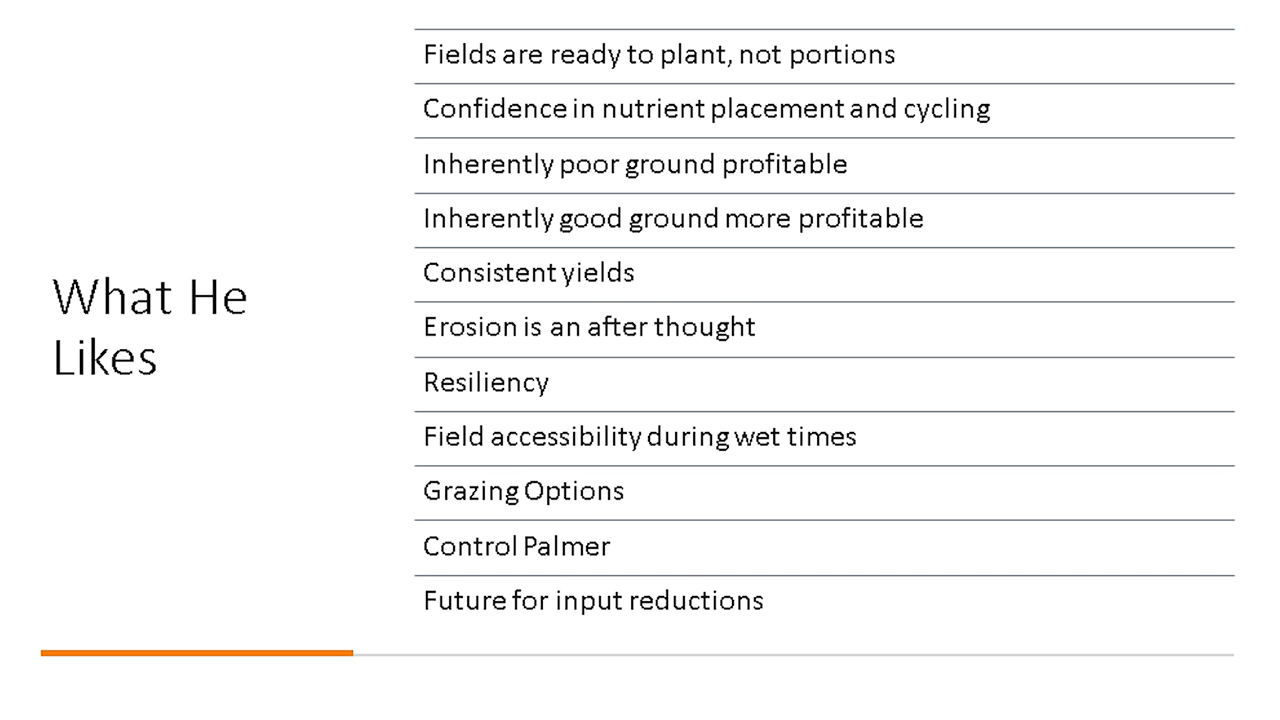 What He
Likes
Fields are ready to plant, not portions
Confidence in nutrient placement and cycling
Inherently poor ground profitable
Inherently good ground more profitable
Consistent yields
Erosion is an after thought
Resiliency
Field accessibility during wet times
Grazing Options
Control Palmer
Future for input reductions